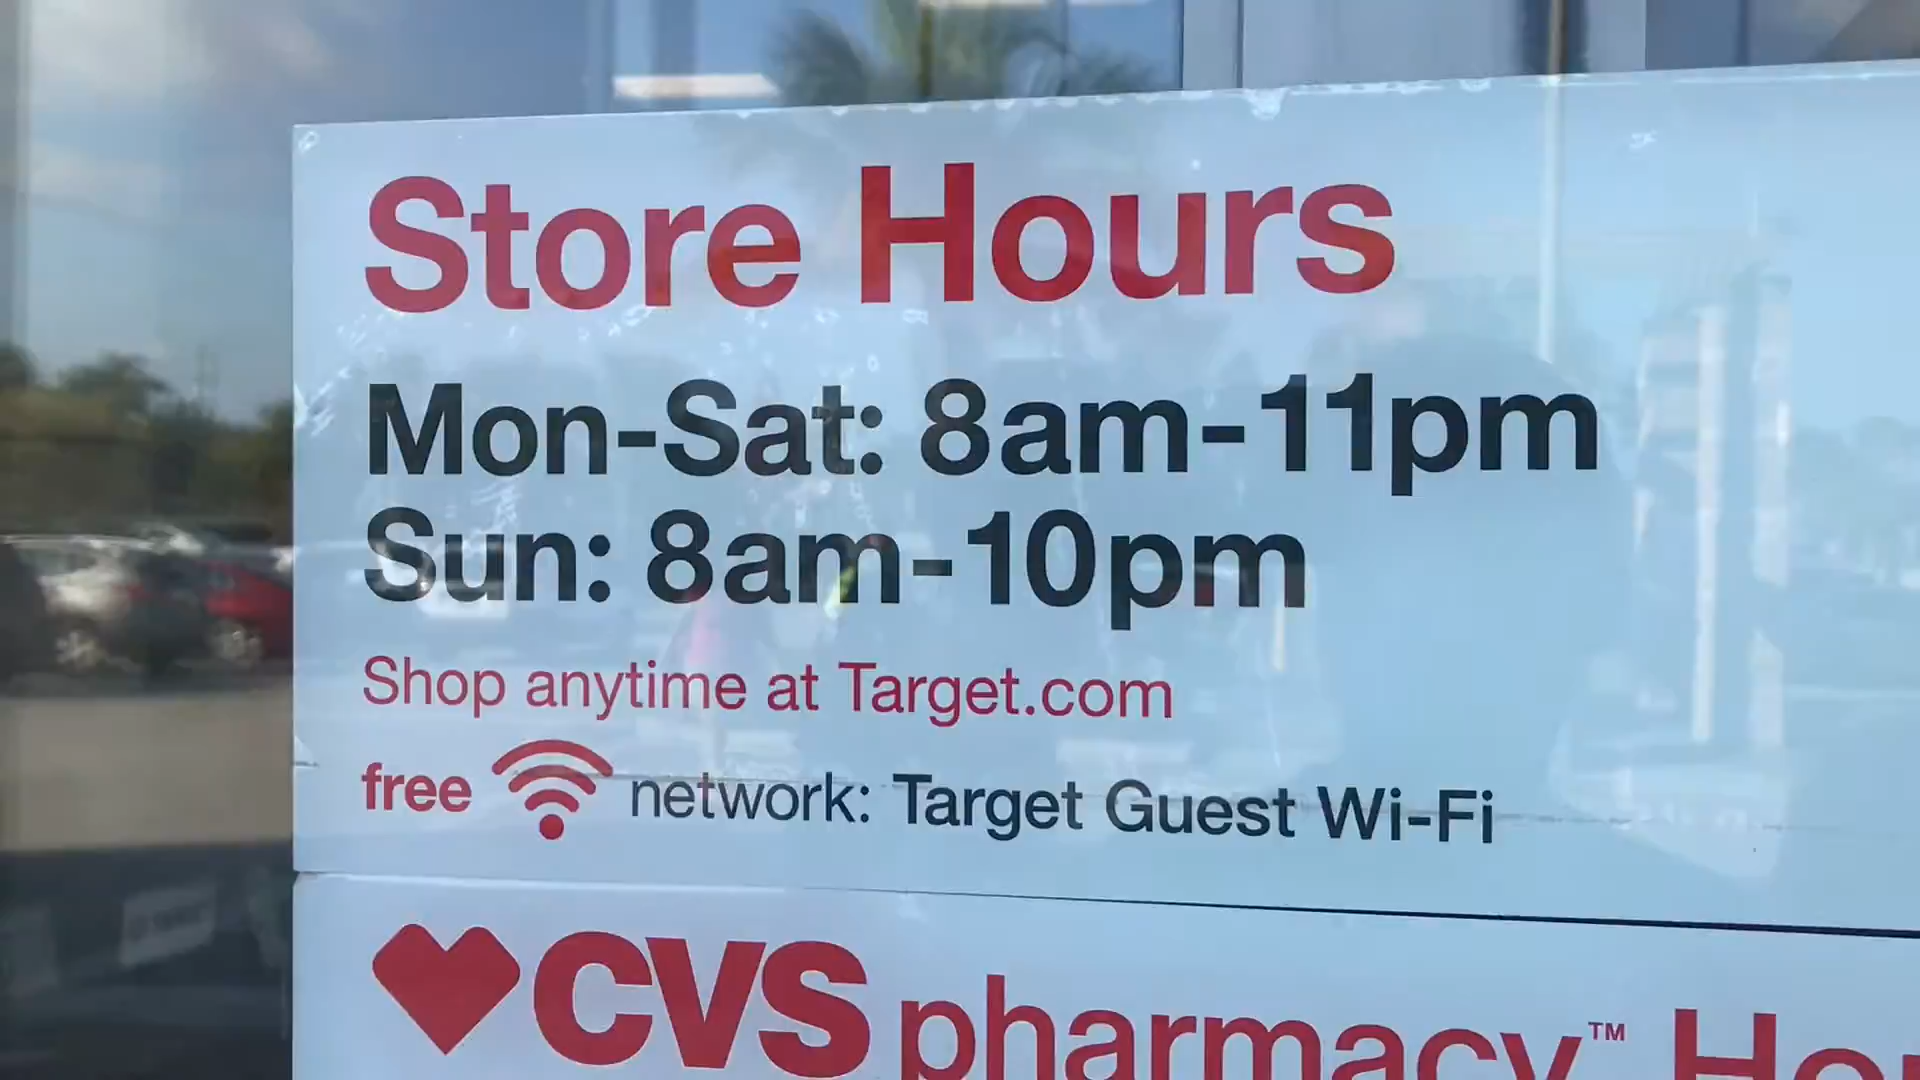 Store Hours
Mon-Sat: 8am-11pm
Sun: 8am-10pm
Shop anytime at Target.com
free network: Target Guest Wi-Fi
CVS pharmacy™